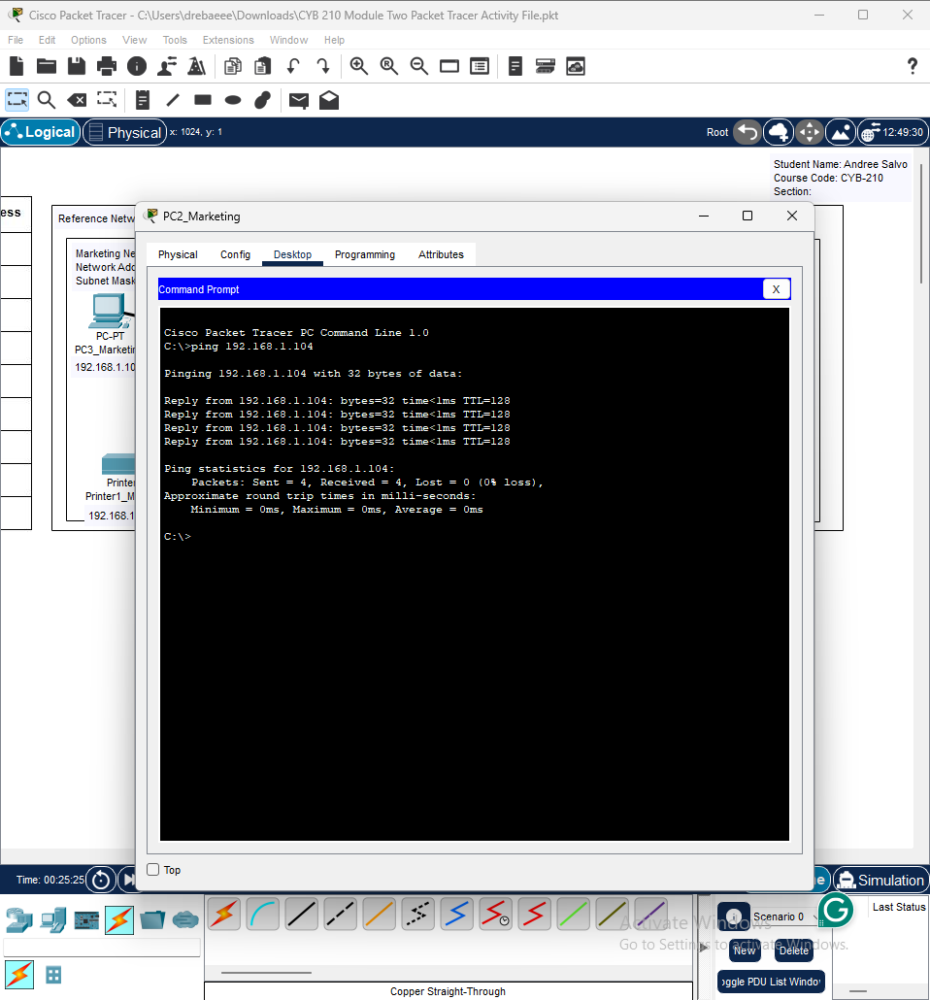 Cisco Packet Tracer - C:\Users\drebaeee\Downloads\CYB 210 Module Two Packet Tracer Activity File.pkt
File Edit Options View Tools Extensions Window Help
Logical Physical x: 1024, y: 1 Root 12:49:30
Student Name: Andree Salvo
Course Code: CYB-210
Section:
ess
Reference Netw
Marketing Ne
Network Add
Subnet Mask
PC-PT
PC3_Marketin
192.168.1.10
Printe
Printer1_M
192.168.1
PC2_Marketing
Physical Config Desktop Programming Attributes
Command Prompt X
Cisco Packet Tracer PC Command Line 1.0
C:\>ping 192.168.1.104
Pinging 192.168.1.104 with 32 bytes of data:
Reply from 192.168.1.104: bytes=32 time<1ms TTL=128
Reply from 192.168.1.104: bytes=32 time<1ms TTL=128
Reply from 192.168.1.104: bytes=32 time<1ms TTL=128
Reply from 192.168.1.104: bytes=32 time<1ms TTL=128
Ping statistics for 192.168.1.104:
Packets: Sent = 4, Received = 4, Lost = 0 (0% loss),
Approximate round trip times in milli-seconds:
Minimum = 0ms, Maximum = 0ms, Average = 0ms
C:\>
Top
Time: 00:25:25 e Simulation
Scenario 0 Last Status
Activate Windows
Go to Settings to activate Windows.
New Delete
oggle PDU List Windo
Copper Straight-Through